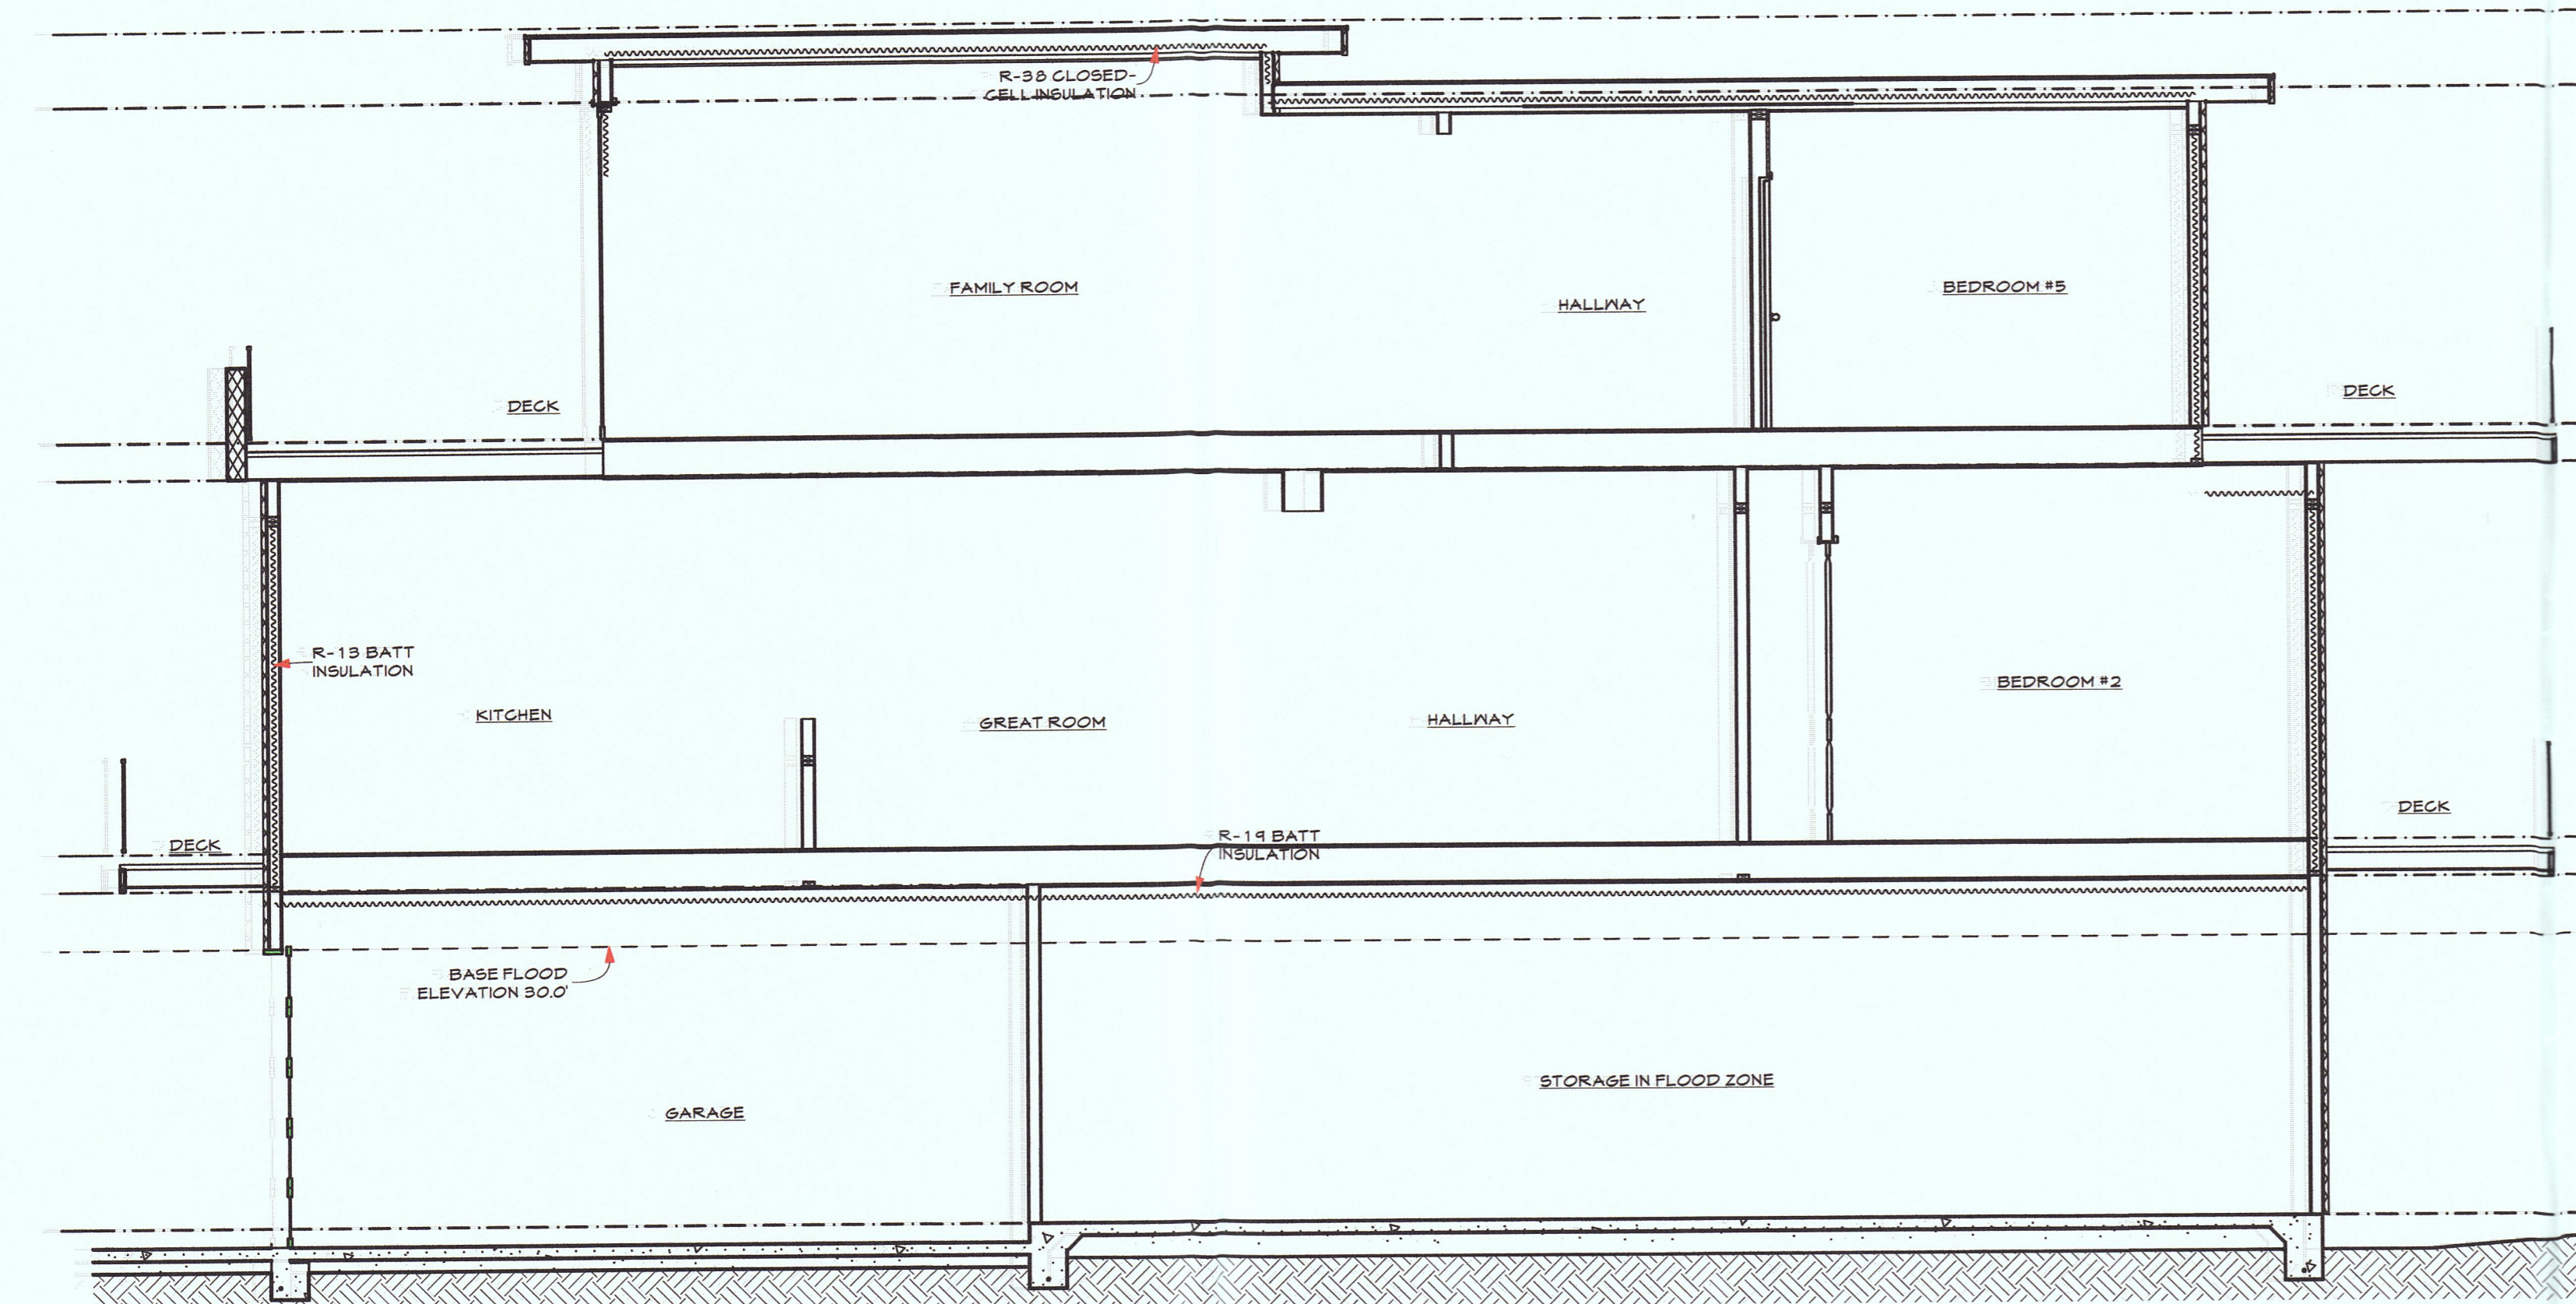 R-38 CLOSED-
CELL INSULATION
FAMILY ROOM
HALLWAY
BEDROOM #5
DECK
DECK
R-13 BATT
INSULATION
KITCHEN
GREAT ROOM
HALLWAY
BEDROOM #2
DECK
R-19 BATT
INSULATION
DECK
BASE FLOOD
ELEVATION 30.0'
GARAGE
STORAGE IN FLOOD ZONE